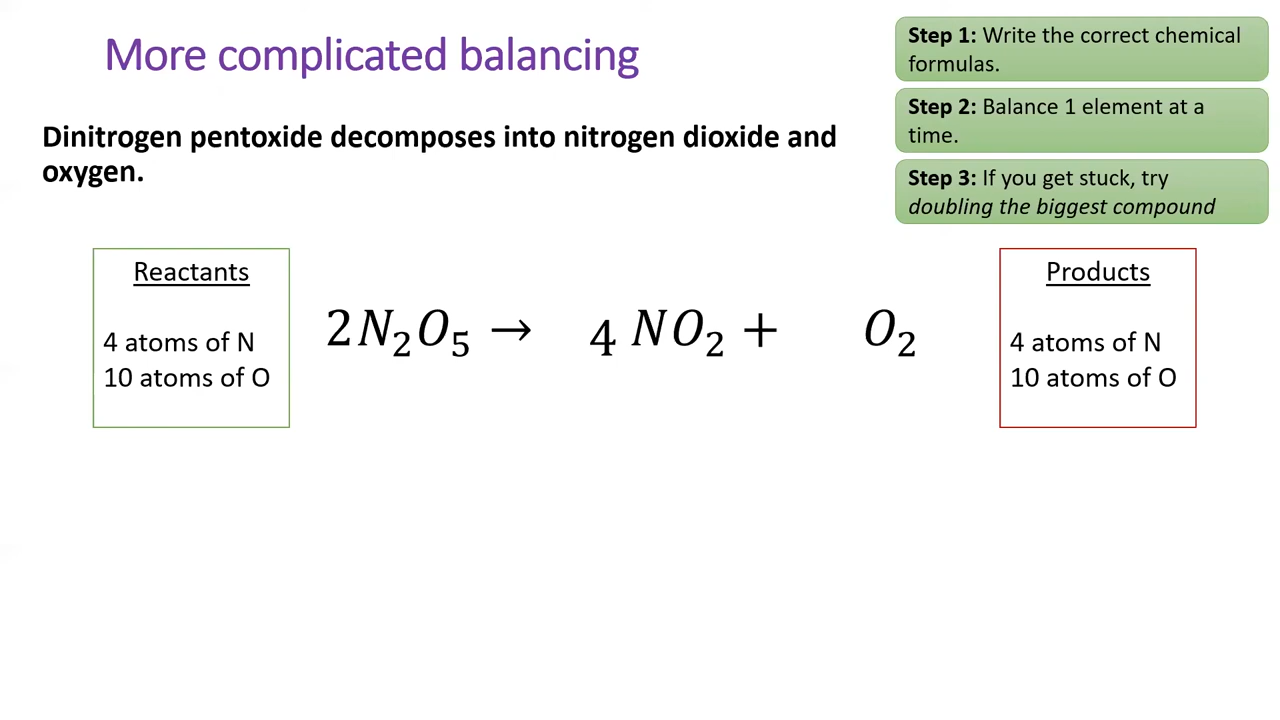 More complicated balancing
Step 1: Write the correct chemical
formulas.
Step 2: Balance 1 element at a
time.
Step 3: If you get stuck, try
doubling the biggest compound
Dinitrogen pentoxide decomposes into nitrogen dioxide and
oxygen.
Reactants
4 atoms of N
10 atoms of O
2N₂O₅ → 4 NO₂ + O₂
Products
4 atoms of N
10 atoms of O